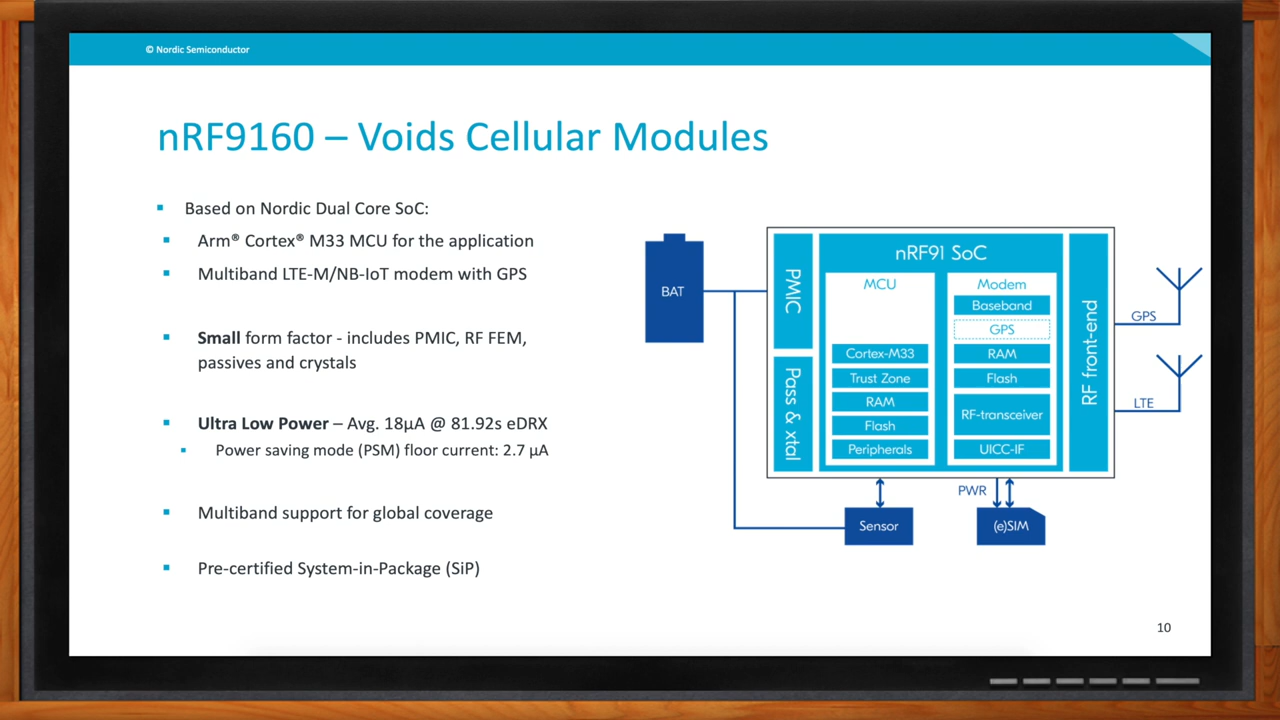 © Nordic Semiconductor
nRF9160 – Voids Cellular Modules
Based on Nordic Dual Core SoC:
Arm® Cortex® M33 MCU for the application
Multiband LTE-M/NB-IoT modem with GPS
Small form factor - includes PMIC, RF FEM,
passives and crystals
Ultra Low Power – Avg. 18µA @ 81.92s eDRX
Power saving mode (PSM) floor current: 2.7 µA
Multiband support for global coverage
Pre-certified System-in-Package (SiP)
BAT
PMIC
Pass & xtal
nRF91 SoC
MCU
Cortex-M33
Trust Zone
RAM
Flash
Peripherals
Modem
Baseband
GPS
RAM
Flash
RF-transceiver
UICC-IF
RF front-end
GPS
LTE
PWR
Sensor
(e)SIM
10